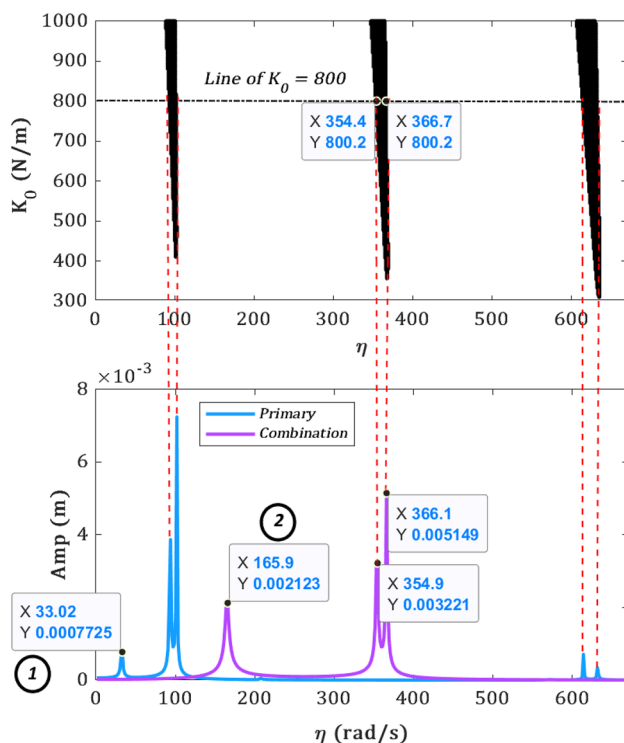 1000
900
800
700
600
500
400
300
K₀ (N/m)
Line of K₀ = 800
X 354.4
Y 800.2
X 366.7
Y 800.2
0
100
200
300
400
500
600
η
×10⁻³
8
6
4
2
0
Amp (m)
Primary
Combination
2
X 366.1
Y 0.005149
X 165.9
Y 0.002123
X 354.9
Y 0.003221
X 33.02
Y 0.0007725
1
0
100
200
300
400
500
600
η (rad/s)